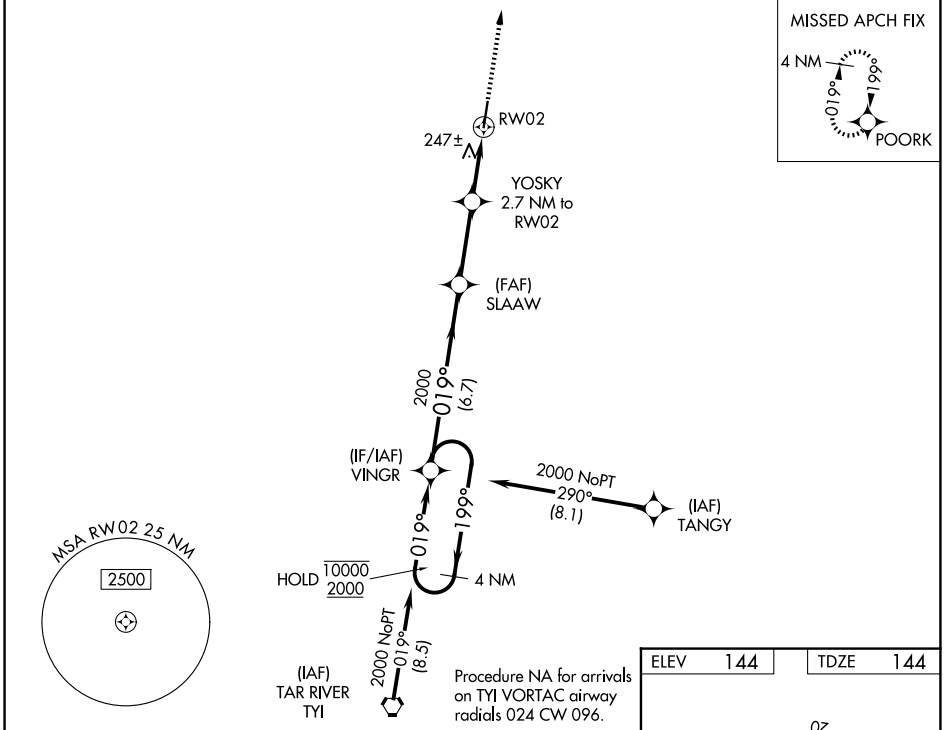 MISSED APCH FIX
4 NM
019°
199°
POORK
RW02
247±
YOSKY
2.7 NM to
RW02
(FAF)
SLAAW
2000
019°
(6.7)
(IF/IAF)
VINGR
2000 NoPT
290°
(8.1)
(IAF)
TANGY
019°
199°
HOLD
10000
2000
4 NM
MSA RW02 25 NM
2500
2000 NoPT
019°
(8.5)
(IAF)
TAR RIVER
TYI
Procedure NA for arrivals
on TYI VORTAC airway
radials 024 CW 096.
ELEV 144
TDZE 144